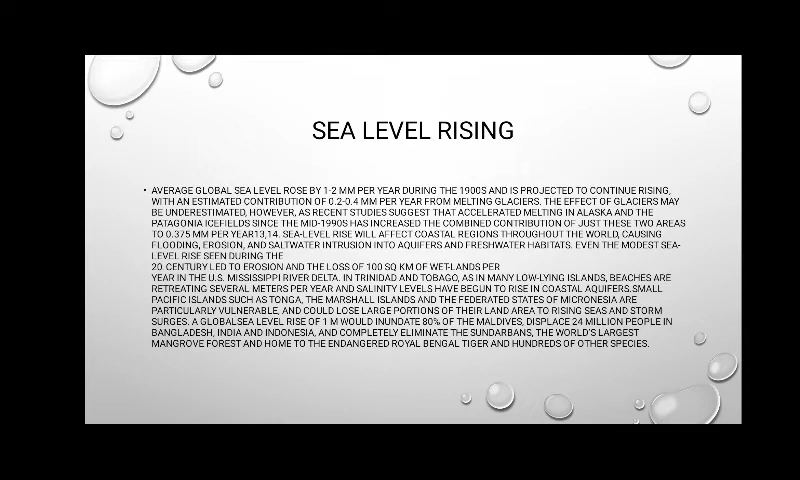 SEA LEVEL RISING
• AVERAGE GLOBAL SEA LEVEL ROSE BY 1-2 MM PER YEAR DURING THE 1900S AND IS PROJECTED TO CONTINUE RISING,
WITH AN ESTIMATED CONTRIBUTION OF 0.2-0.4 MM PER YEAR FROM MELTING GLACIERS. THE EFFECT OF GLACIERS MAY
BE UNDERESTIMATED, HOWEVER, AS RECENT STUDIES SUGGEST THAT ACCELERATED MELTING IN ALASKA AND THE
PATAGONIA ICEFIELDS SINCE THE MID-1990S HAS INCREASED THE COMBINED CONTRIBUTION OF JUST THESE TWO AREAS
TO 0.375 MM PER YEAR13,14. SEA-LEVEL RISE WILL AFFECT COASTAL REGIONS THROUGHOUT THE WORLD, CAUSING
FLOODING, EROSION, AND SALTWATER INTRUSION INTO AQUIFERS AND FRESHWATER HABITATS. EVEN THE MODEST SEA-
LEVEL RISE SEEN DURING THE
20 CENTURY LED TO EROSION AND THE LOSS OF 100 SQ KM OF WET-LANDS PER
YEAR IN THE U.S. MISSISSIPPI RIVER DELTA. IN TRINIDAD AND TOBAGO, AS IN MANY LOW-LYING ISLANDS, BEACHES ARE
RETREATING SEVERAL METERS PER YEAR AND SALINITY LEVELS HAVE BEGUN TO RISE IN COASTAL AQUIFERS.SMALL
PACIFIC ISLANDS SUCH AS TONGA, THE MARSHALL ISLANDS AND THE FEDERATED STATES OF MICRONESIA ARE
PARTICULARLY VULNERABLE, AND COULD LOSE LARGE PORTIONS OF THEIR LAND AREA TO RISING SEAS AND STORM
SURGES. A GLOBALSEA LEVEL RISE OF 1 M WOULD INUNDATE 80% OF THE MALDIVES, DISPLACE 24 MILLION PEOPLE IN
BANGLADESH, INDIA AND INDONESIA, AND COMPLETELY ELIMINATE THE SUNDARBANS, THE WORLD'S LARGEST
MANGROVE FOREST AND HOME TO THE ENDANGERED ROYAL BENGAL TIGER AND HUNDREDS OF OTHER SPECIES.